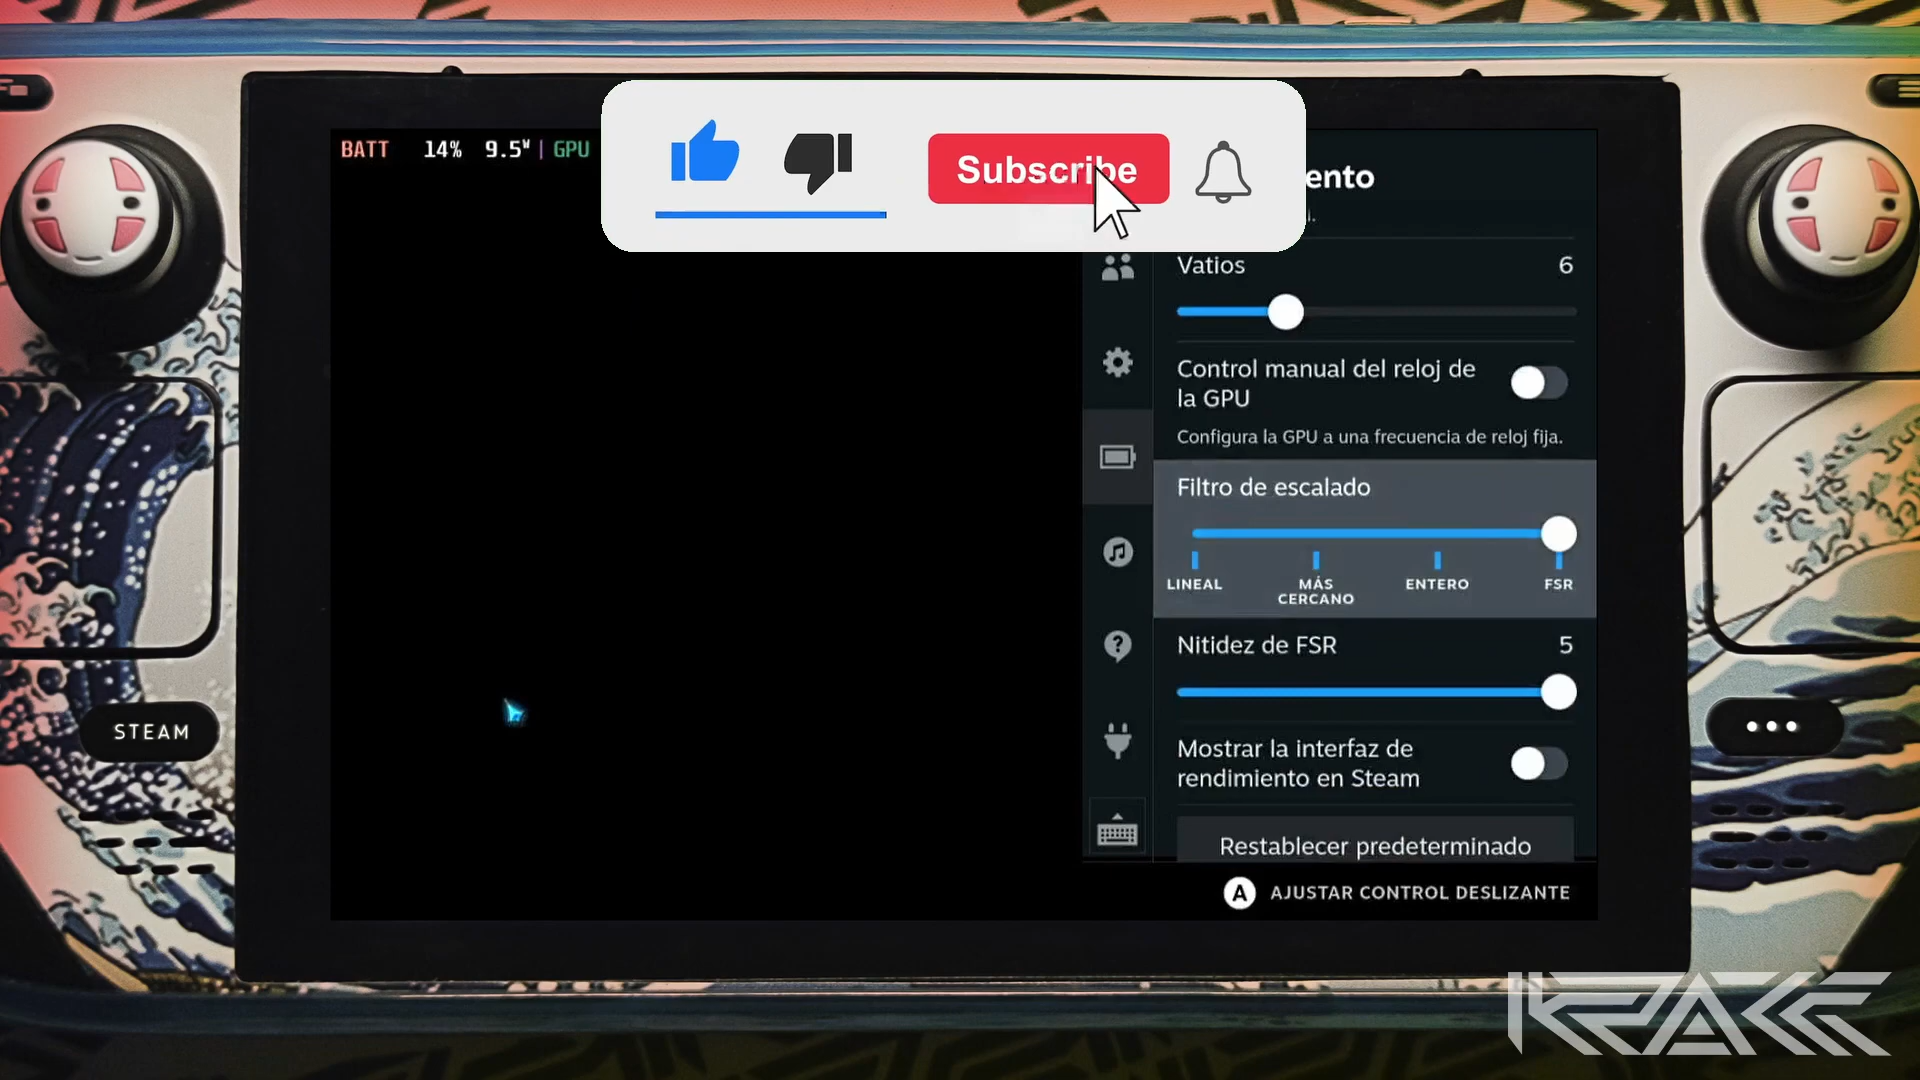 BATT 14% 9.5W | GPU
Subscribe
ento
Vatios 6
Control manual del reloj de
la GPU
Configura la GPU a una frecuencia de reloj fija.
Filtro de escalado
LINEAL MÁS CERCANO ENTERO FSR
Nitidez de FSR 5
Mostrar la interfaz de
rendimiento en Steam
Restablecer predeterminado
A AJUSTAR CONTROL DESLIZANTE
STEAM